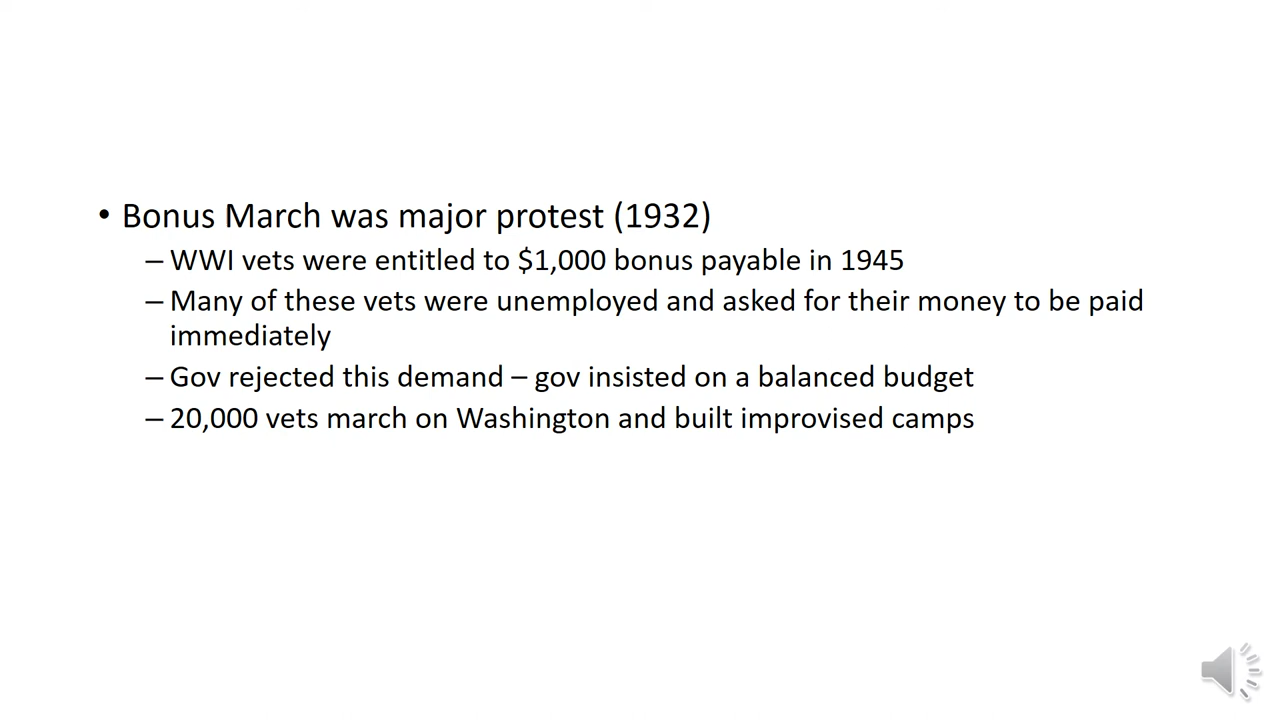 • Bonus March was major protest (1932)
– WWI vets were entitled to $1,000 bonus payable in 1945
– Many of these vets were unemployed and asked for their money to be paid
immediately
– Gov rejected this demand – gov insisted on a balanced budget
– 20,000 vets march on Washington and built improvised camps